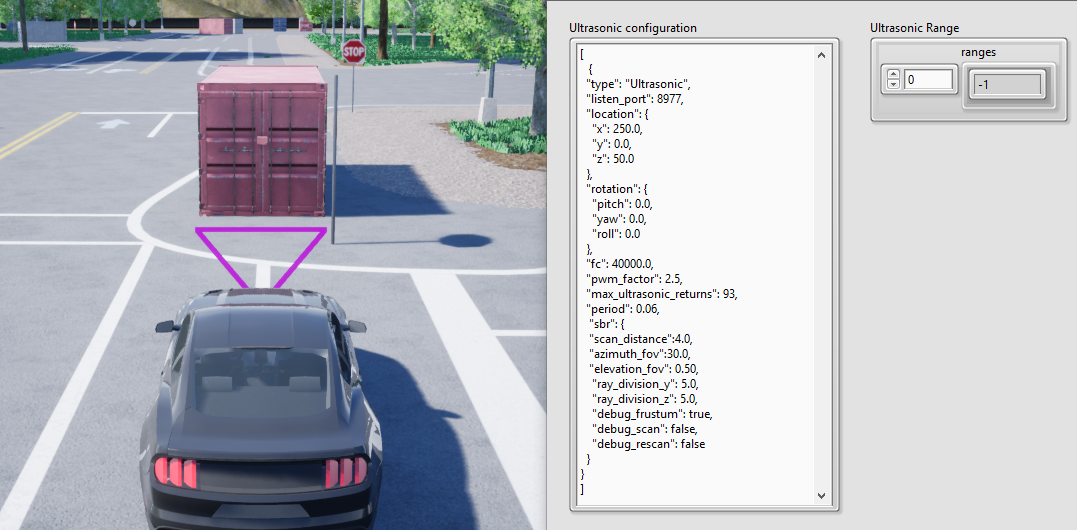 STOP
Ultrasonic configuration
[
{
"type": "Ultrasonic",
"listen_port": 8977,
"location": {
"x": 250.0,
"y": 0.0,
"z": 50.0
},
"rotation": {
"pitch": 0.0,
"yaw": 0.0,
"roll": 0.0
},
"fc": 40000.0,
"pwm_factor": 2.5,
"max_ultrasonic_returns": 93,
"period": 0.06,
"sbr": {
"scan_distance":4.0,
"azimuth_fov":30.0,
"elevation_fov": 0.50,
"ray_division_y": 5.0,
"ray_division_z": 5.0,
"debug_frustum": true,
"debug_scan": false,
"debug_rescan": false
}
}
]
Ultrasonic Range
ranges
0
-1